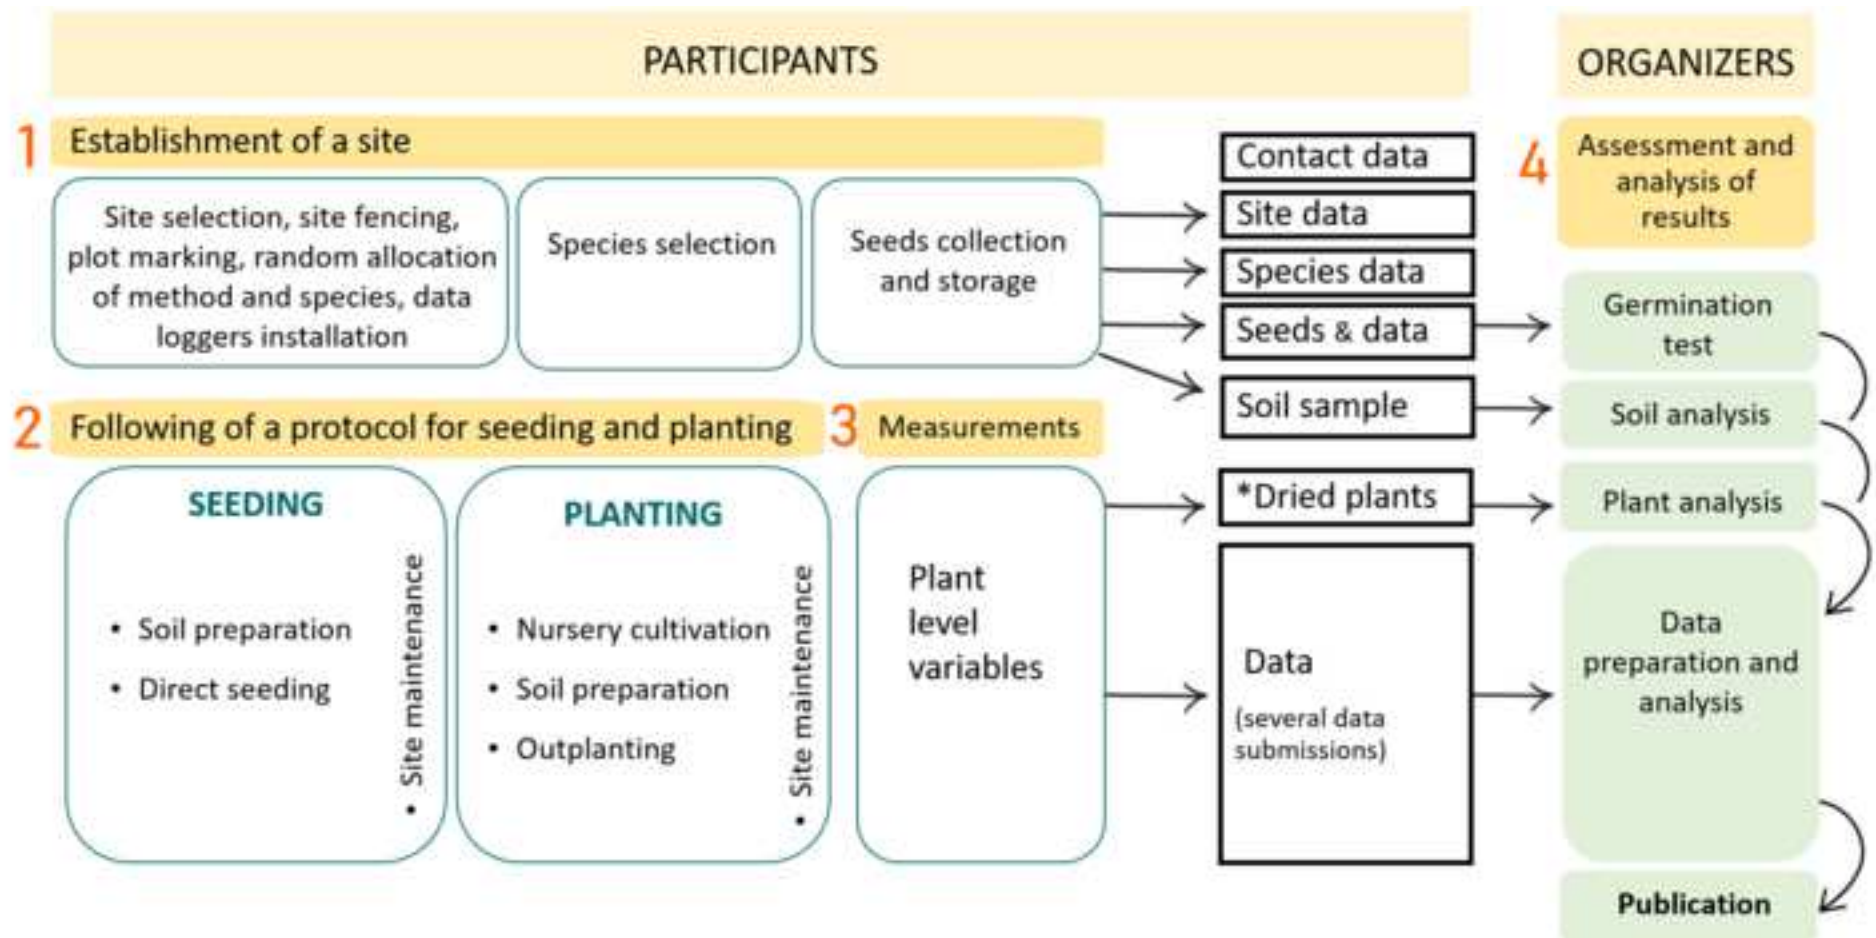 PARTICIPANTS
ORGANIZERS
1
Establishment of a site
Site selection, site fencing,
plot marking, random allocation
of method and species, data
loggers installation
Species selection
Seeds collection
and storage
Contact data
Site data
Species data
Seeds & data
Soil sample
4
Assessment and
analysis of
results
Germination
test
Soil analysis
Plant analysis
2
Following of a protocol for seeding and planting
SEEDING
• Soil preparation
• Direct seeding
• Site maintenance
PLANTING
• Nursery cultivation
• Soil preparation
• Outplanting
• Site maintenance
3
Measurements
Plant
level
variables
*Dried plants
Data
(several data
submissions)
Data
preparation and
analysis
Publication